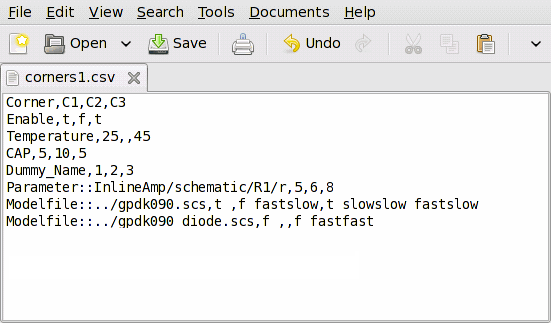 File Edit View Search Tools Documents Help
Open Save Undo
corners1.csv
Corner,C1,C2,C3
Enable,t,f,t
Temperature,25,,45
CAP,5,10,5
Dummy_Name,1,2,3
Parameter::InlineAmp/schematic/R1/r,5,6,8
Modelfile::../gpdk090.scs,t ,f fastslow,t slowslow fastslow
Modelfile::../gpdk090 diode.scs,f ,,f fastfast